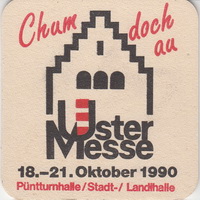 Chum doch au
Uster
Messe
18.–21. Oktober 1990
Püntturnhalle/Stadt-/Landihalle